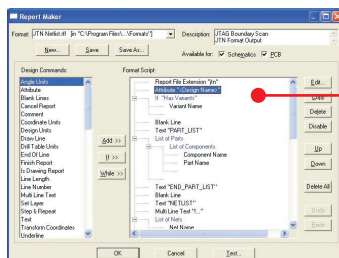 Report Maker
Format: JTN Netlist.rff [in "C:\Program Files\...\Formats"]
Description: JTAG Boundary Scan
JTN Format Output
New... Save Save As...
Available for: Schematics PCB
Design Commands:
Format Script:
Angle Units
Attribute
Blank Lines
Cancel Report
Comment
Coordinate Units
Design Units
Draw Line
Drill Table Units
End Of Line
Finish Report
Is Drawing Report
Line Length
Line Number
Multi Line Text
Set Layer
Step & Repeat
Text
Transform Coordinates
Underline
Add >>
If >>
While >>
Report File Extension "jtn"
Attribute "<Design Name>"
If "Has Variants"
Variant Name
Blank Line
Text "PART_LIST"
List of Parts
List of Components
Component Name
Part Name
Text "END_PART_LIST"
Blank Line
Text "NETLIST"
Multi Line Text "!..."
List of Nets
Net Name
Edit...
Copy
Delete
Disable
Up
Down
Delete All
Undo
Redo
OK Cancel Test...